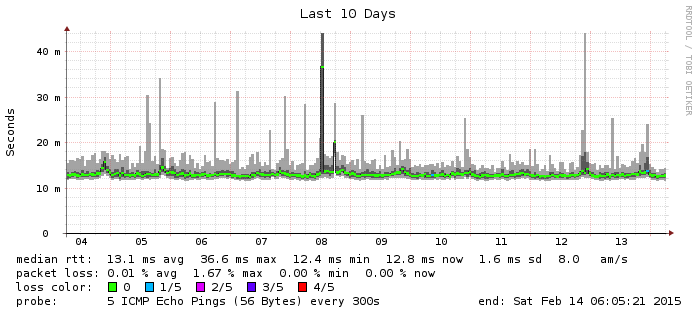 Last 10 Days
RRDTOOL / TOBI OETIKER
Seconds
40 m
30 m
20 m
10 m
0
04 05 06 07 08 09 10 11 12 13
median rtt: 13.1 ms avg 36.6 ms max 12.4 ms min 12.8 ms now 1.6 ms sd 8.0 am/s
packet loss: 0.01 % avg 1.67 % max 0.00 % min 0.00 % now
loss color: 0 1/5 2/5 3/5 4/5
probe: 5 ICMP Echo Pings (56 Bytes) every 300s end: Sat Feb 14 06:05:21 2015